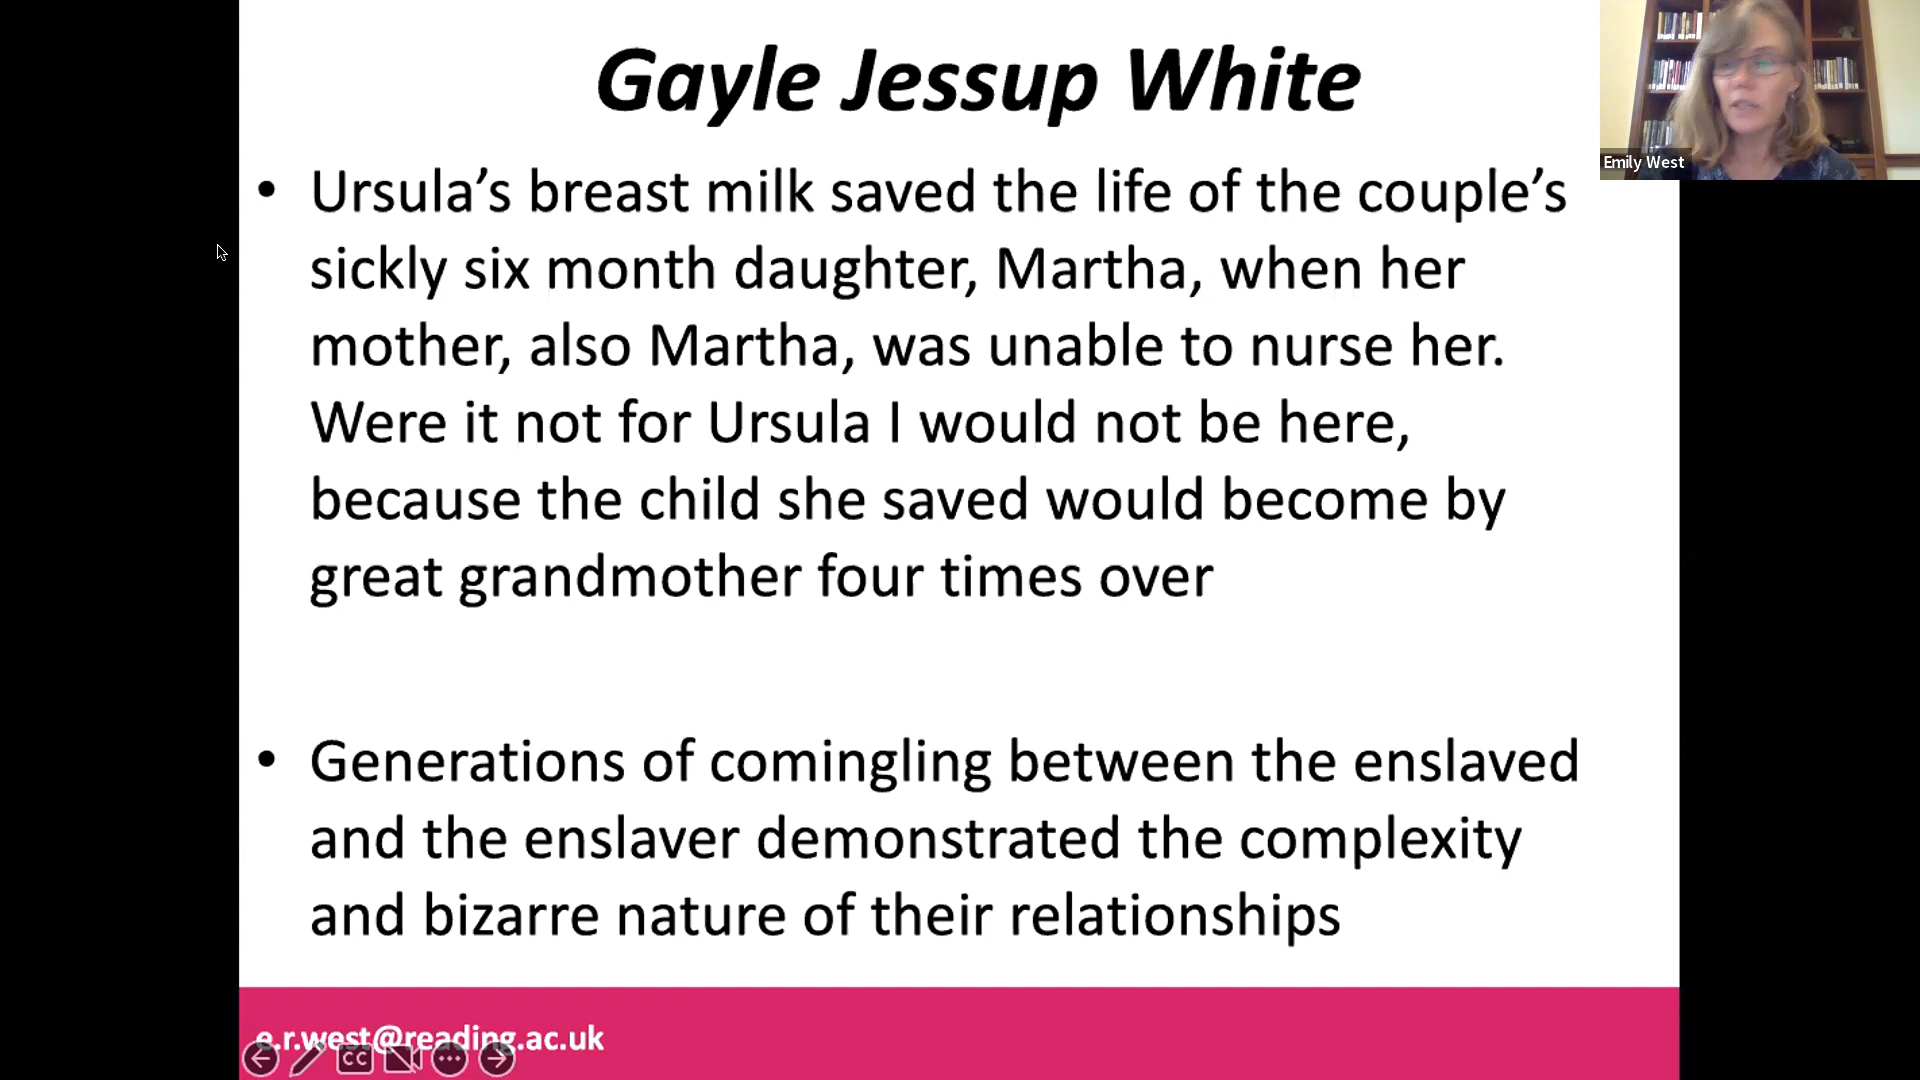 Gayle Jessup White
Emily West
• Ursula’s breast milk saved the life of the couple’s
sickly six month daughter, Martha, when her
mother, also Martha, was unable to nurse her.
Were it not for Ursula I would not be here,
because the child she saved would become by
great grandmother four times over
• Generations of comingling between the enslaved
and the enslaver demonstrated the complexity
and bizarre nature of their relationships
e.r.west@reading.ac.uk
CC